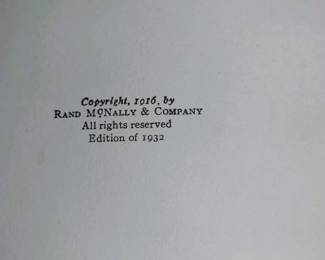 Copyright, 1916, by
RAND MCNALLY & COMPANY
All rights reserved
Edition of 1932